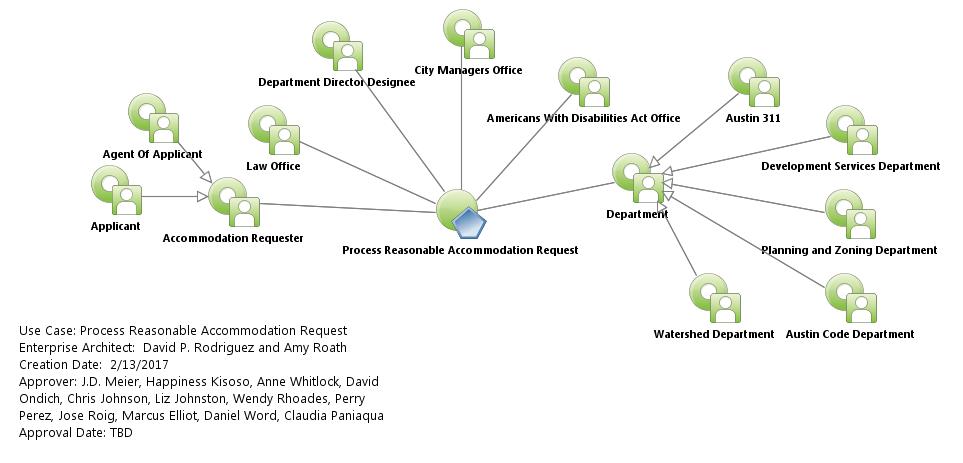 City Managers Office
Department Director Designee
Americans With Disabilities Act Office
Austin 311
Agent Of Applicant
Law Office
Development Services Department
Applicant
Accommodation Requester
Department
Process Reasonable Accommodation Request
Planning and Zoning Department
Watershed Department
Austin Code Department
Use Case: Process Reasonable Accommodation Request
Enterprise Architect:  David P. Rodriguez and Amy Roath
Creation Date:  2/13/2017
Approver: J.D. Meier, Happiness Kisoso, Anne Whitlock, David
Ondich, Chris Johnson, Liz Johnston, Wendy Rhoades, Perry
Perez, Jose Roig, Marcus Elliot, Daniel Word, Claudia Paniaqua
Approval Date: TBD